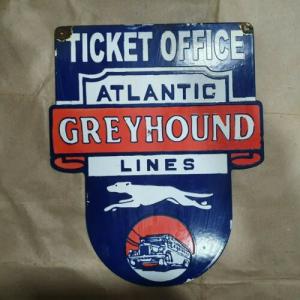 TICKET OFFICE
ATLANTIC
GREYHOUND
LINES